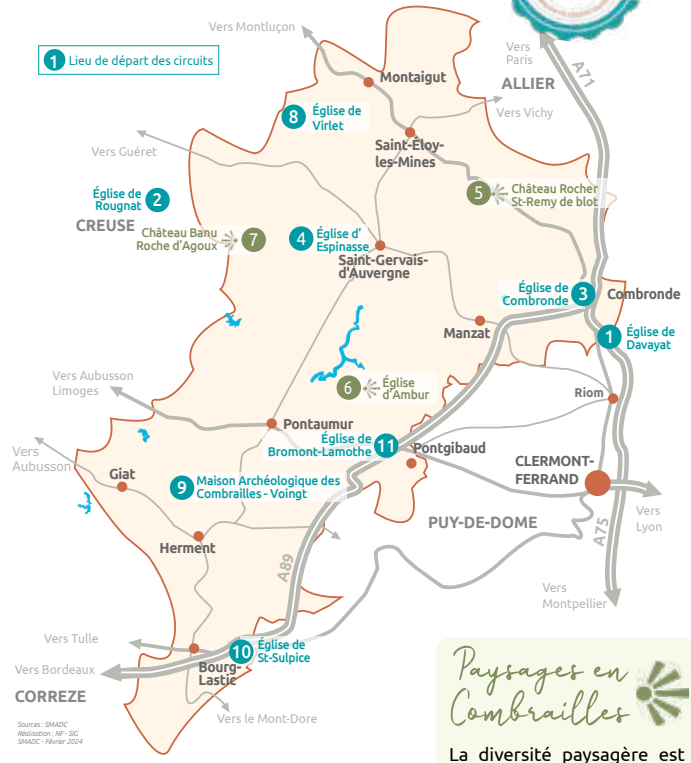 Vers Montluçon
Vers
Paris
A71
1 Lieu de départ des circuits
ALLIER
Montaigut
Vers Vichy
8 Église de
Virlet
Saint-Éloy-
les-Mines
Vers Guéret
5 Château Rocher
St-Remy de blot
Église de
Rougnat 2
CREUSE
Château Banu
Roche d'Agoux 7
4 Église d'
Espinasse
Saint-Gervais-
d'Auvergne
Église de
Combronde 3
Combronde
1 Église de
Davayat
Manzat
Vers Aubusson
Limoges
6 Église
d'Ambur
Riom
Pontaumur
Église de
Bromont-Lamothe 11
Pontgibaud
Vers
Aubusson
Giat
9 Maison Archéologique des
Combrailles - Voingt
CLERMONT-
FERRAND
PUY-DE-DOME
Vers
Lyon
A75
Herment
A89
Vers
Montpellier
Vers Tulle
10 Église de
St-Sulpice
Vers Bordeaux
Bourg-
Lastic
CORREZE
Vers le Mont-Dore
Sources : SMADC
Réalisation : NF - SIG
SMADC - Février 2024
Paysages en
Combrailles
La diversité paysagère est